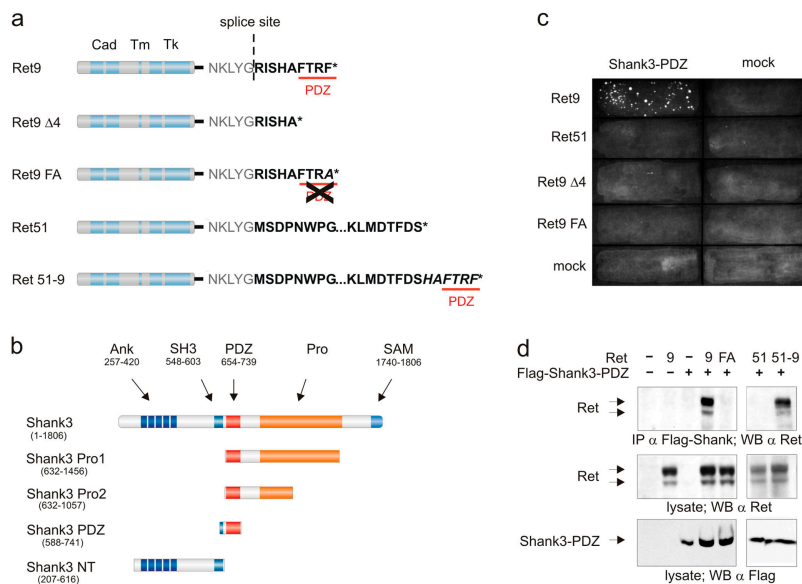 a
splice site
Cad Tm Tk
Ret9 NKLYGRISHAFTRF*
PDZ
Ret9 Δ4 NKLYGRISHA*
Ret9 FA NKLYGRISHAFTRA*
PDZ
Ret51 NKLYGMSDPNWPG...KLMDTFDS*
Ret 51-9 NKLYGMSDPNWPG...KLMDTFDSHAFTRF*
PDZ
b
Ank SH3 PDZ Pro SAM
257-420 548-603 654-739 1740-1806
Shank3
(1-1806)
Shank3 Pro1
(632-1456)
Shank3 Pro2
(632-1057)
Shank3 PDZ
(588-741)
Shank3 NT
(207-616)
c
Shank3-PDZ mock
Ret9
Ret51
Ret9 Δ4
Ret9 FA
mock
d
Ret – 9 – 9 FA 51 51-9
Flag-Shank3-PDZ – – + + + + +
Ret
IP α Flag-Shank; WB α Ret
Ret
lysate; WB α Ret
Shank3-PDZ
lysate; WB α Flag